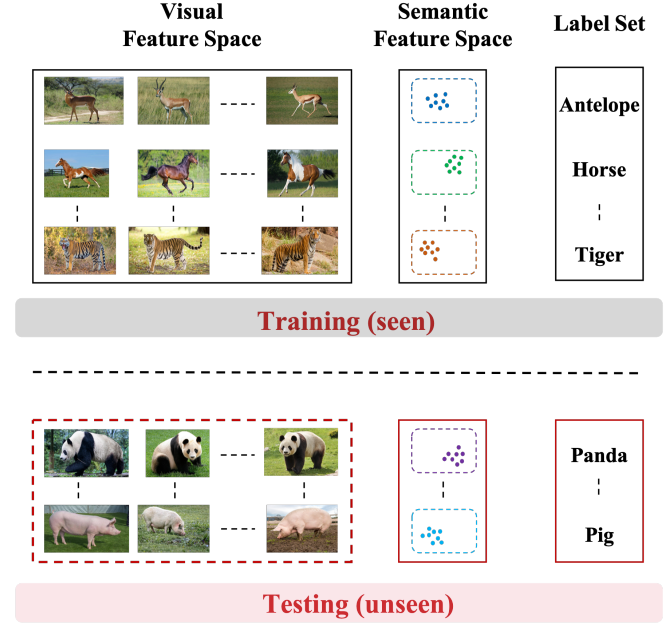 Visual
Feature Space
Semantic
Feature Space
Label Set
Antelope
Horse
Tiger
Training (seen)
Panda
Pig
Testing (unseen)